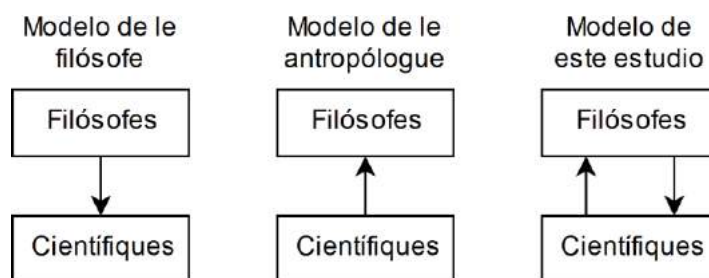 Modelo de le
filósofe
Filósofes
Científiques
Modelo de le
antropólogue
Filósofes
Científiques
Modelo de
este estudio
Filósofes
Científiques